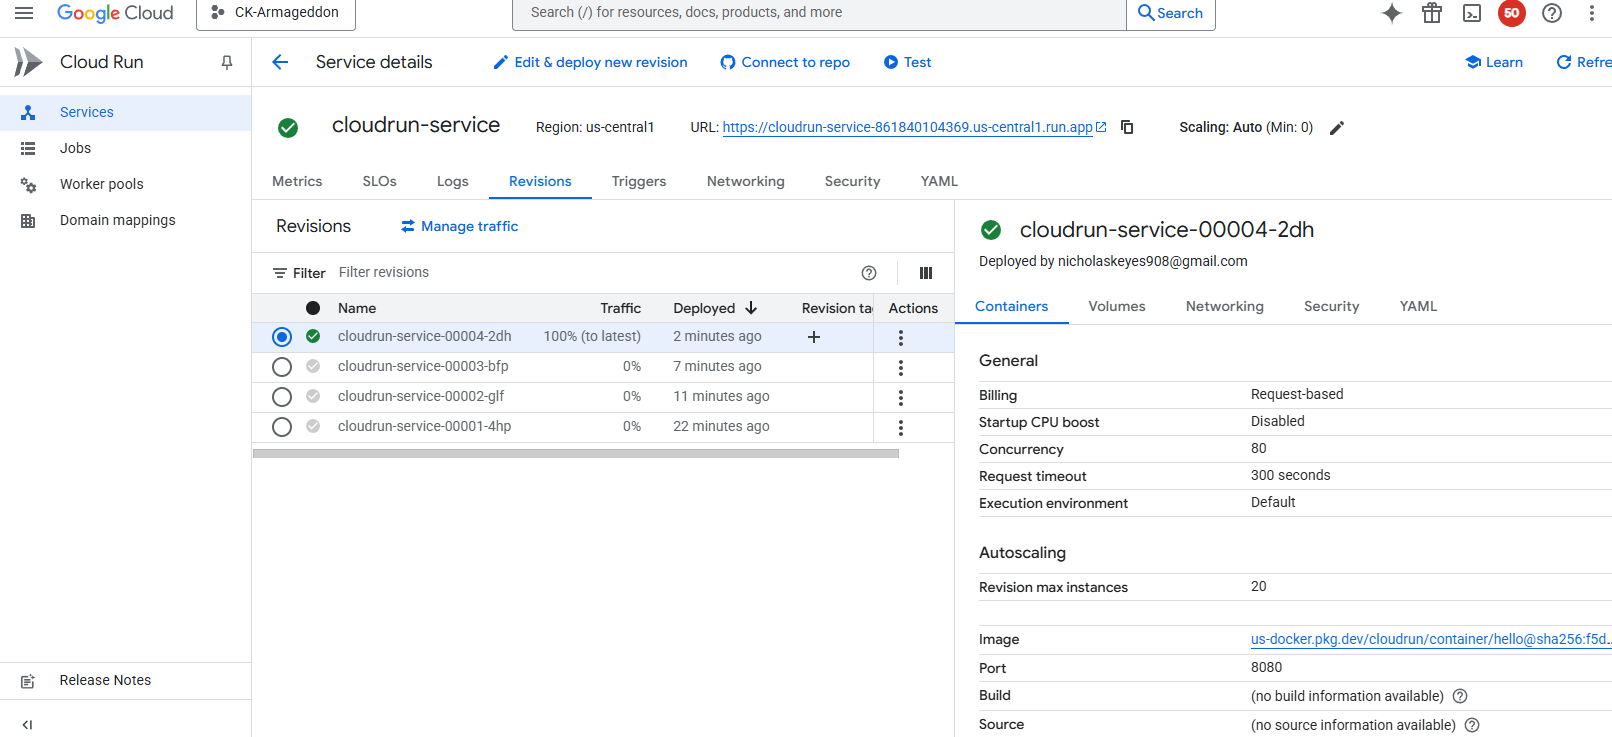 Google Cloud
CK-Armageddon
Search (/) for resources, docs, products, and more
Search
50
Cloud Run
Service details
Edit & deploy new revision
Connect to repo
Test
Learn
Refre
Services
Jobs
Worker pools
Domain mappings
Release Notes
cloudrun-service
Region: us-central1
URL: https://cloudrun-service-861840104369.us-central1.run.app
Scaling: Auto (Min: 0)
Metrics
SLOs
Logs
Revisions
Triggers
Networking
Security
YAML
Revisions
Manage traffic
Filter
Filter revisions
Name Traffic Deployed Revision ta Actions
cloudrun-service-00004-2dh 100% (to latest) 2 minutes ago
cloudrun-service-00003-bfp 0% 7 minutes ago
cloudrun-service-00002-glf 0% 11 minutes ago
cloudrun-service-00001-4hp 0% 22 minutes ago
cloudrun-service-00004-2dh
Deployed by nicholaskeyes908@gmail.com
Containers
Volumes
Networking
Security
YAML
General
Billing Request-based
Startup CPU boost Disabled
Concurrency 80
Request timeout 300 seconds
Execution environment Default
Autoscaling
Revision max instances 20
Image us-docker.pkg.dev/cloudrun/container/hello@sha256:f5d...
Port 8080
Build (no build information available)
Source (no source information available)